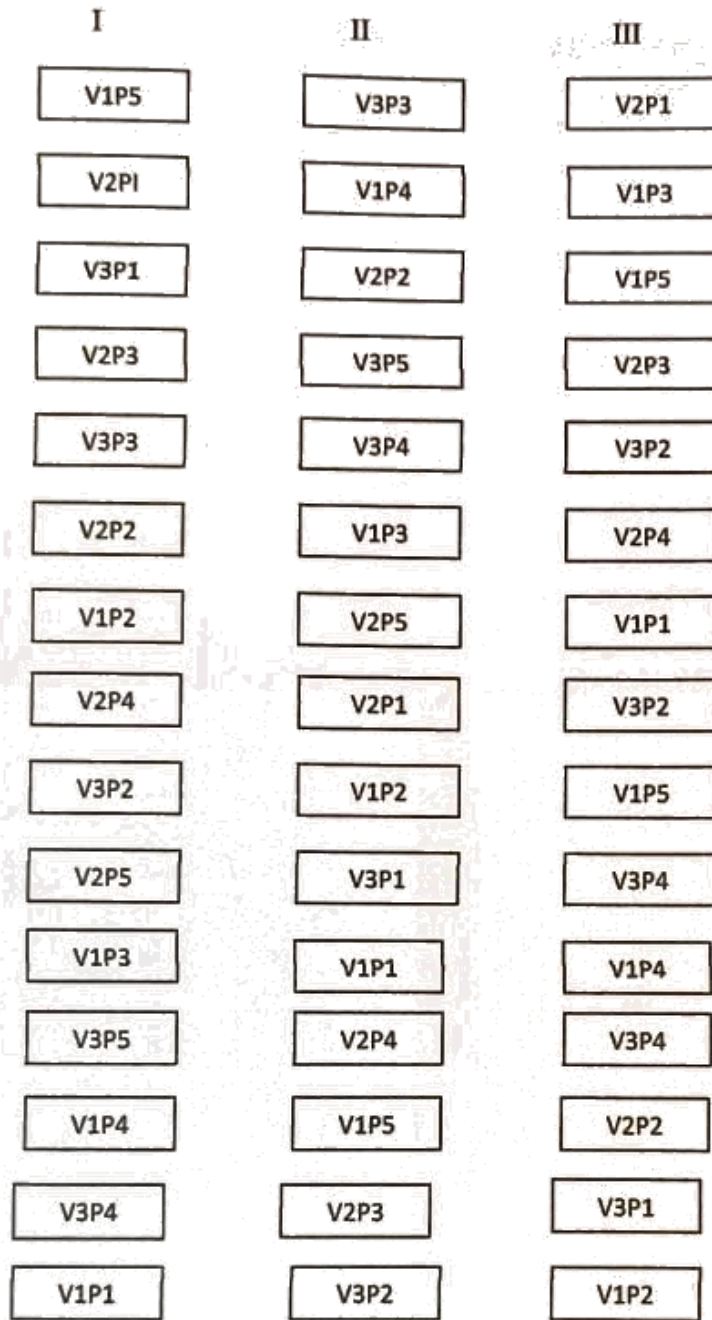 I II III
V1P5 V3P3 V2P1
V2PI V1P4 V1P3
V3P1 V2P2 V1P5
V2P3 V3P5 V2P3
V3P3 V3P4 V3P2
V2P2 V1P3 V2P4
V1P2 V2P5 V1P1
V2P4 V2P1 V3P2
V3P2 V1P2 V1P5
V2P5 V3P1 V3P4
V1P3 V1P1 V1P4
V3P5 V2P4 V3P4
V1P4 V1P5 V2P2
V3P4 V2P3 V3P1
V1P1 V3P2 V1P2